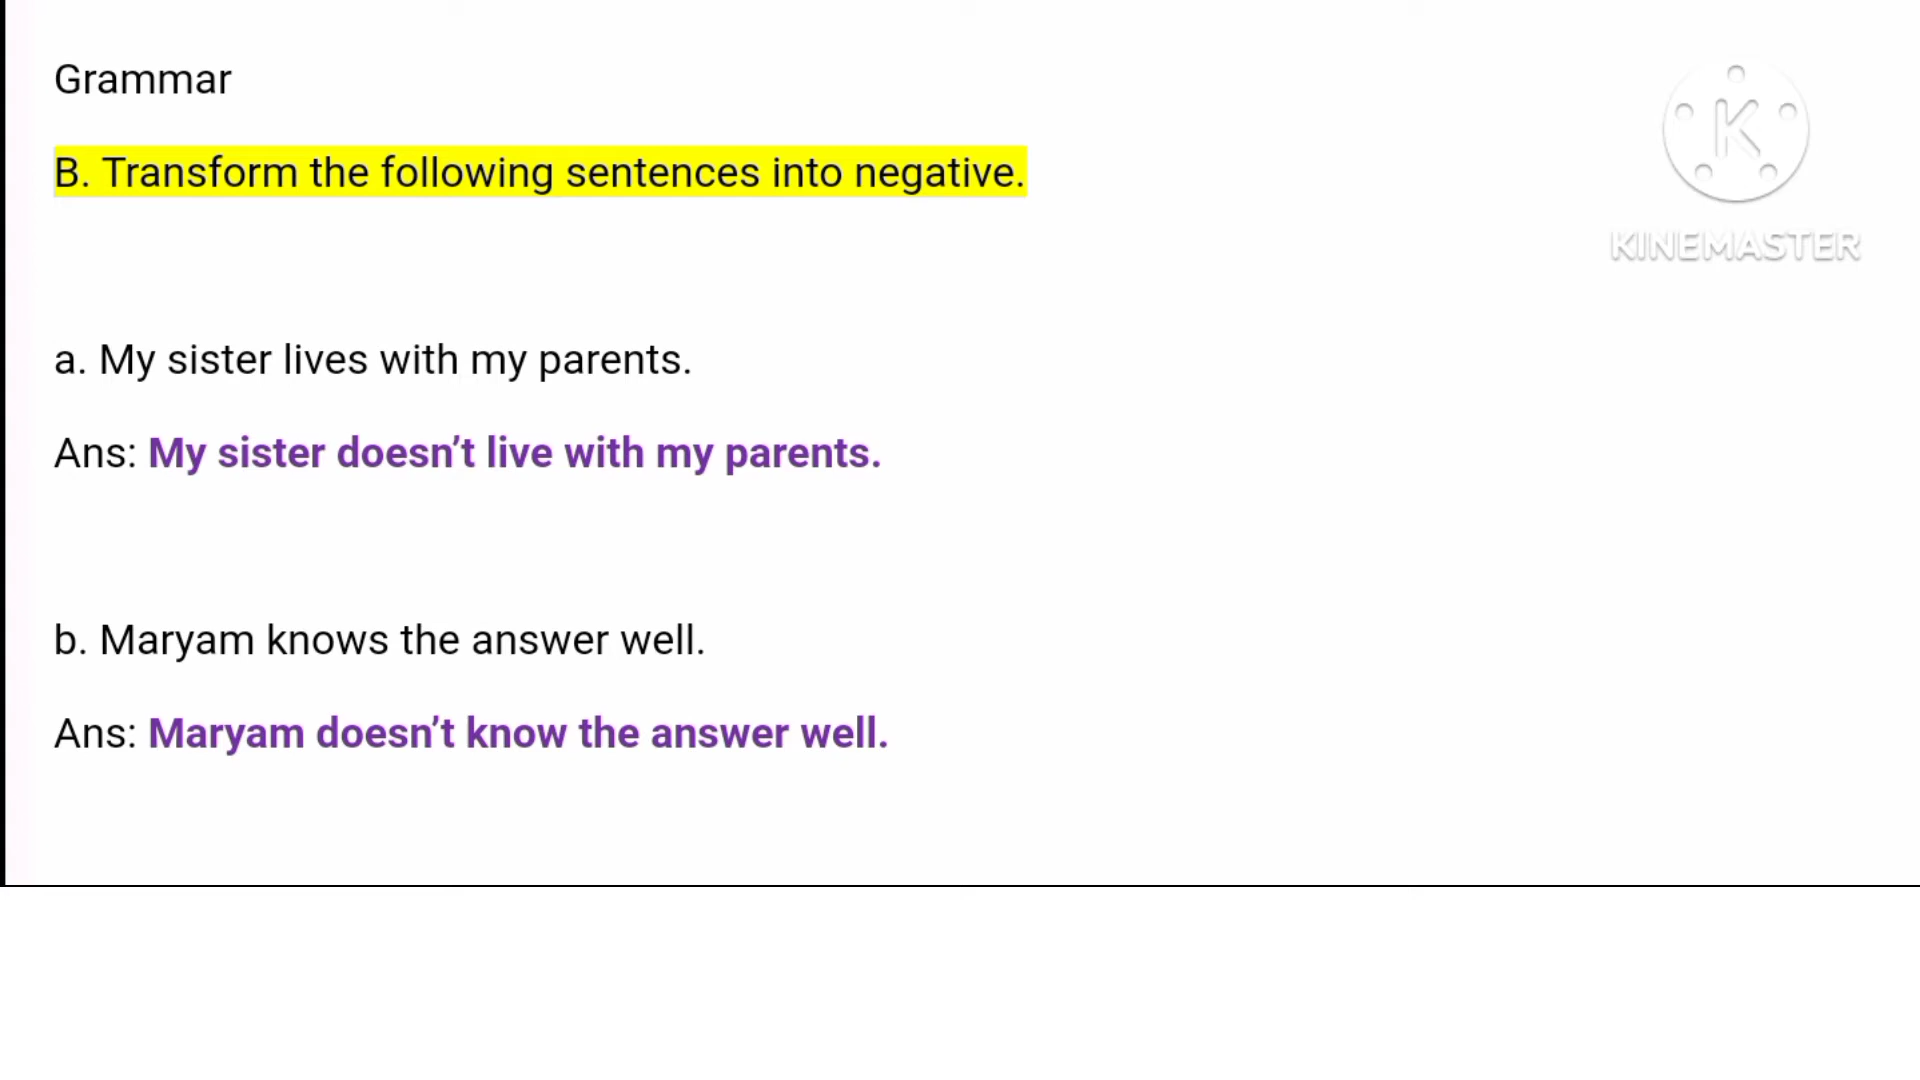 Grammar
K
B. Transform the following sentences into negative.
KINEMASTER
a. My sister lives with my parents.
Ans: My sister doesn’t live with my parents.
b. Maryam knows the answer well.
Ans: Maryam doesn’t know the answer well.